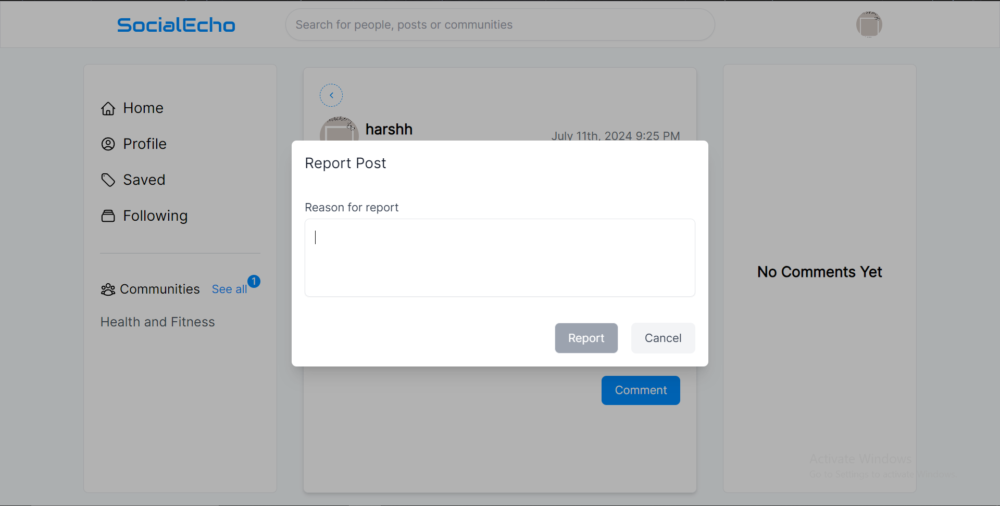 SocialEcho
Search for people, posts or communities
Home
Profile
Saved
Following
Communities
See all
1
Health and Fitness
harshh
July 11th, 2024 9:25 PM
Report Post
Reason for report
Report
Cancel
Comment
No Comments Yet
Activate Windows
Go to Settings to activate Windows.